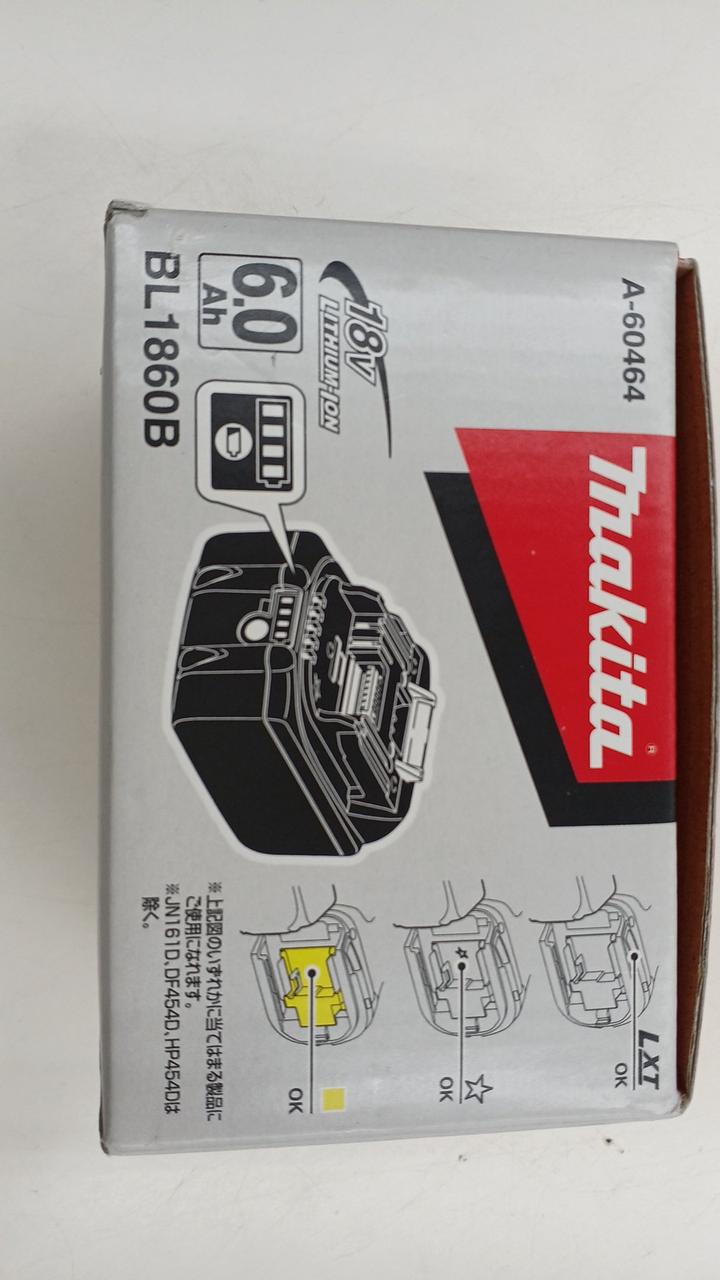 A-60464
makita®
18V
LITHIUM-ION
6.0
Ah
BL1860B
LXT
OK
OK
OK
※上記図のいずれかに当てはまる製品に
ご使用になれます。
※JN161D、DF454D、HP454Dは
除く。